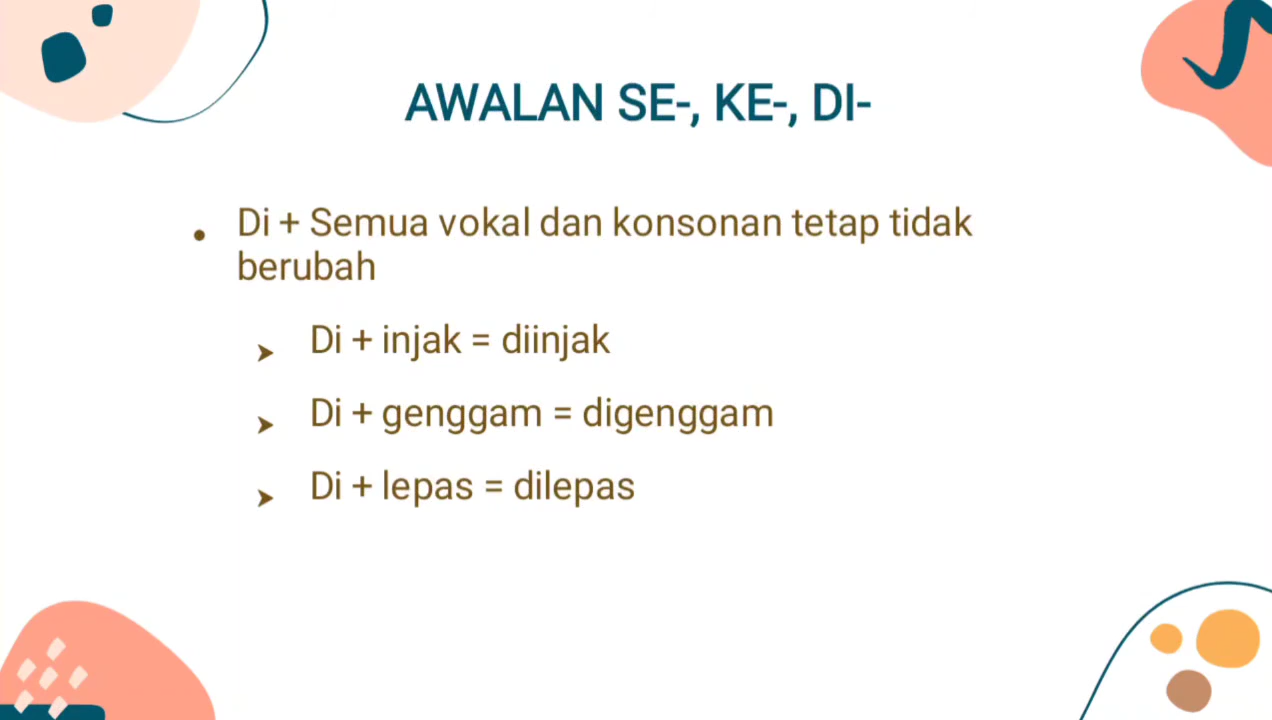 AWALAN SE-, KE-, DI-
• Di + Semua vokal dan konsonan tetap tidak
berubah
➤ Di + injak = diinjak
➤ Di + genggam = digenggam
➤ Di + lepas = dilepas